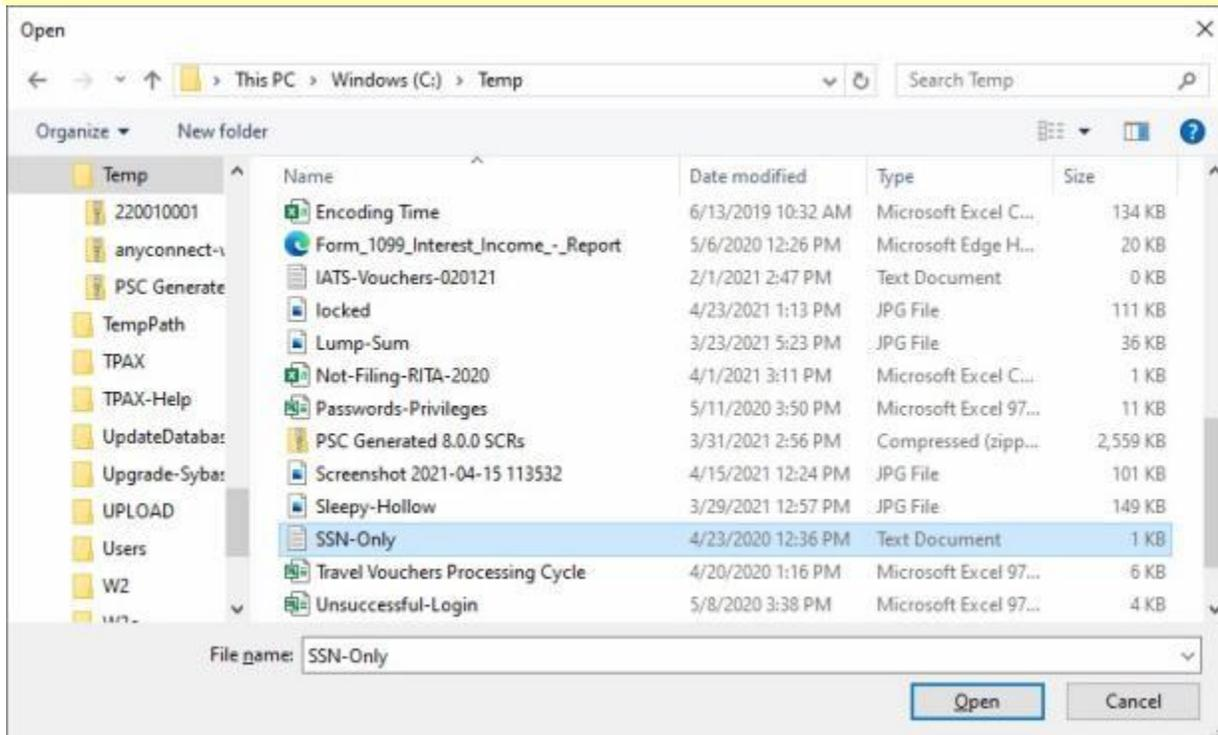 Open
This PC > Windows (C:) > Temp
Search Temp
Organize
New folder
Name Date modified Type Size
Temp
220010001
anyconnect-v
PSC Generate
TempPath
TPAX
TPAX-Help
UpdateDatabas
Upgrade-Sybas
UPLOAD
Users
W2
Encoding Time 6/13/2019 10:32 AM Microsoft Excel C... 134 KB
Form_1099_Interest_Income_-_Report 5/6/2020 12:26 PM Microsoft Edge H... 20 KB
IATS-Vouchers-020121 2/1/2021 2:47 PM Text Document 0 KB
locked 4/23/2021 1:13 PM JPG File 111 KB
Lump-Sum 3/23/2021 5:23 PM JPG File 36 KB
Not-Filing-RITA-2020 4/1/2021 3:11 PM Microsoft Excel C... 1 KB
Passwords-Privileges 5/11/2020 3:50 PM Microsoft Excel 97... 11 KB
PSC Generated 8.0.0 SCRs 3/31/2021 2:56 PM Compressed (zipp... 2,559 KB
Screenshot 2021-04-15 113532 4/15/2021 12:24 PM JPG File 101 KB
Sleepy-Hollow 3/29/2021 12:57 PM JPG File 149 KB
SSN-Only 4/23/2020 12:36 PM Text Document 1 KB
Travel Vouchers Processing Cycle 4/20/2020 1:16 PM Microsoft Excel 97... 6 KB
Unsuccessful-Login 5/8/2020 3:38 PM Microsoft Excel 97... 4 KB
File name: SSN-Only
Open
Cancel